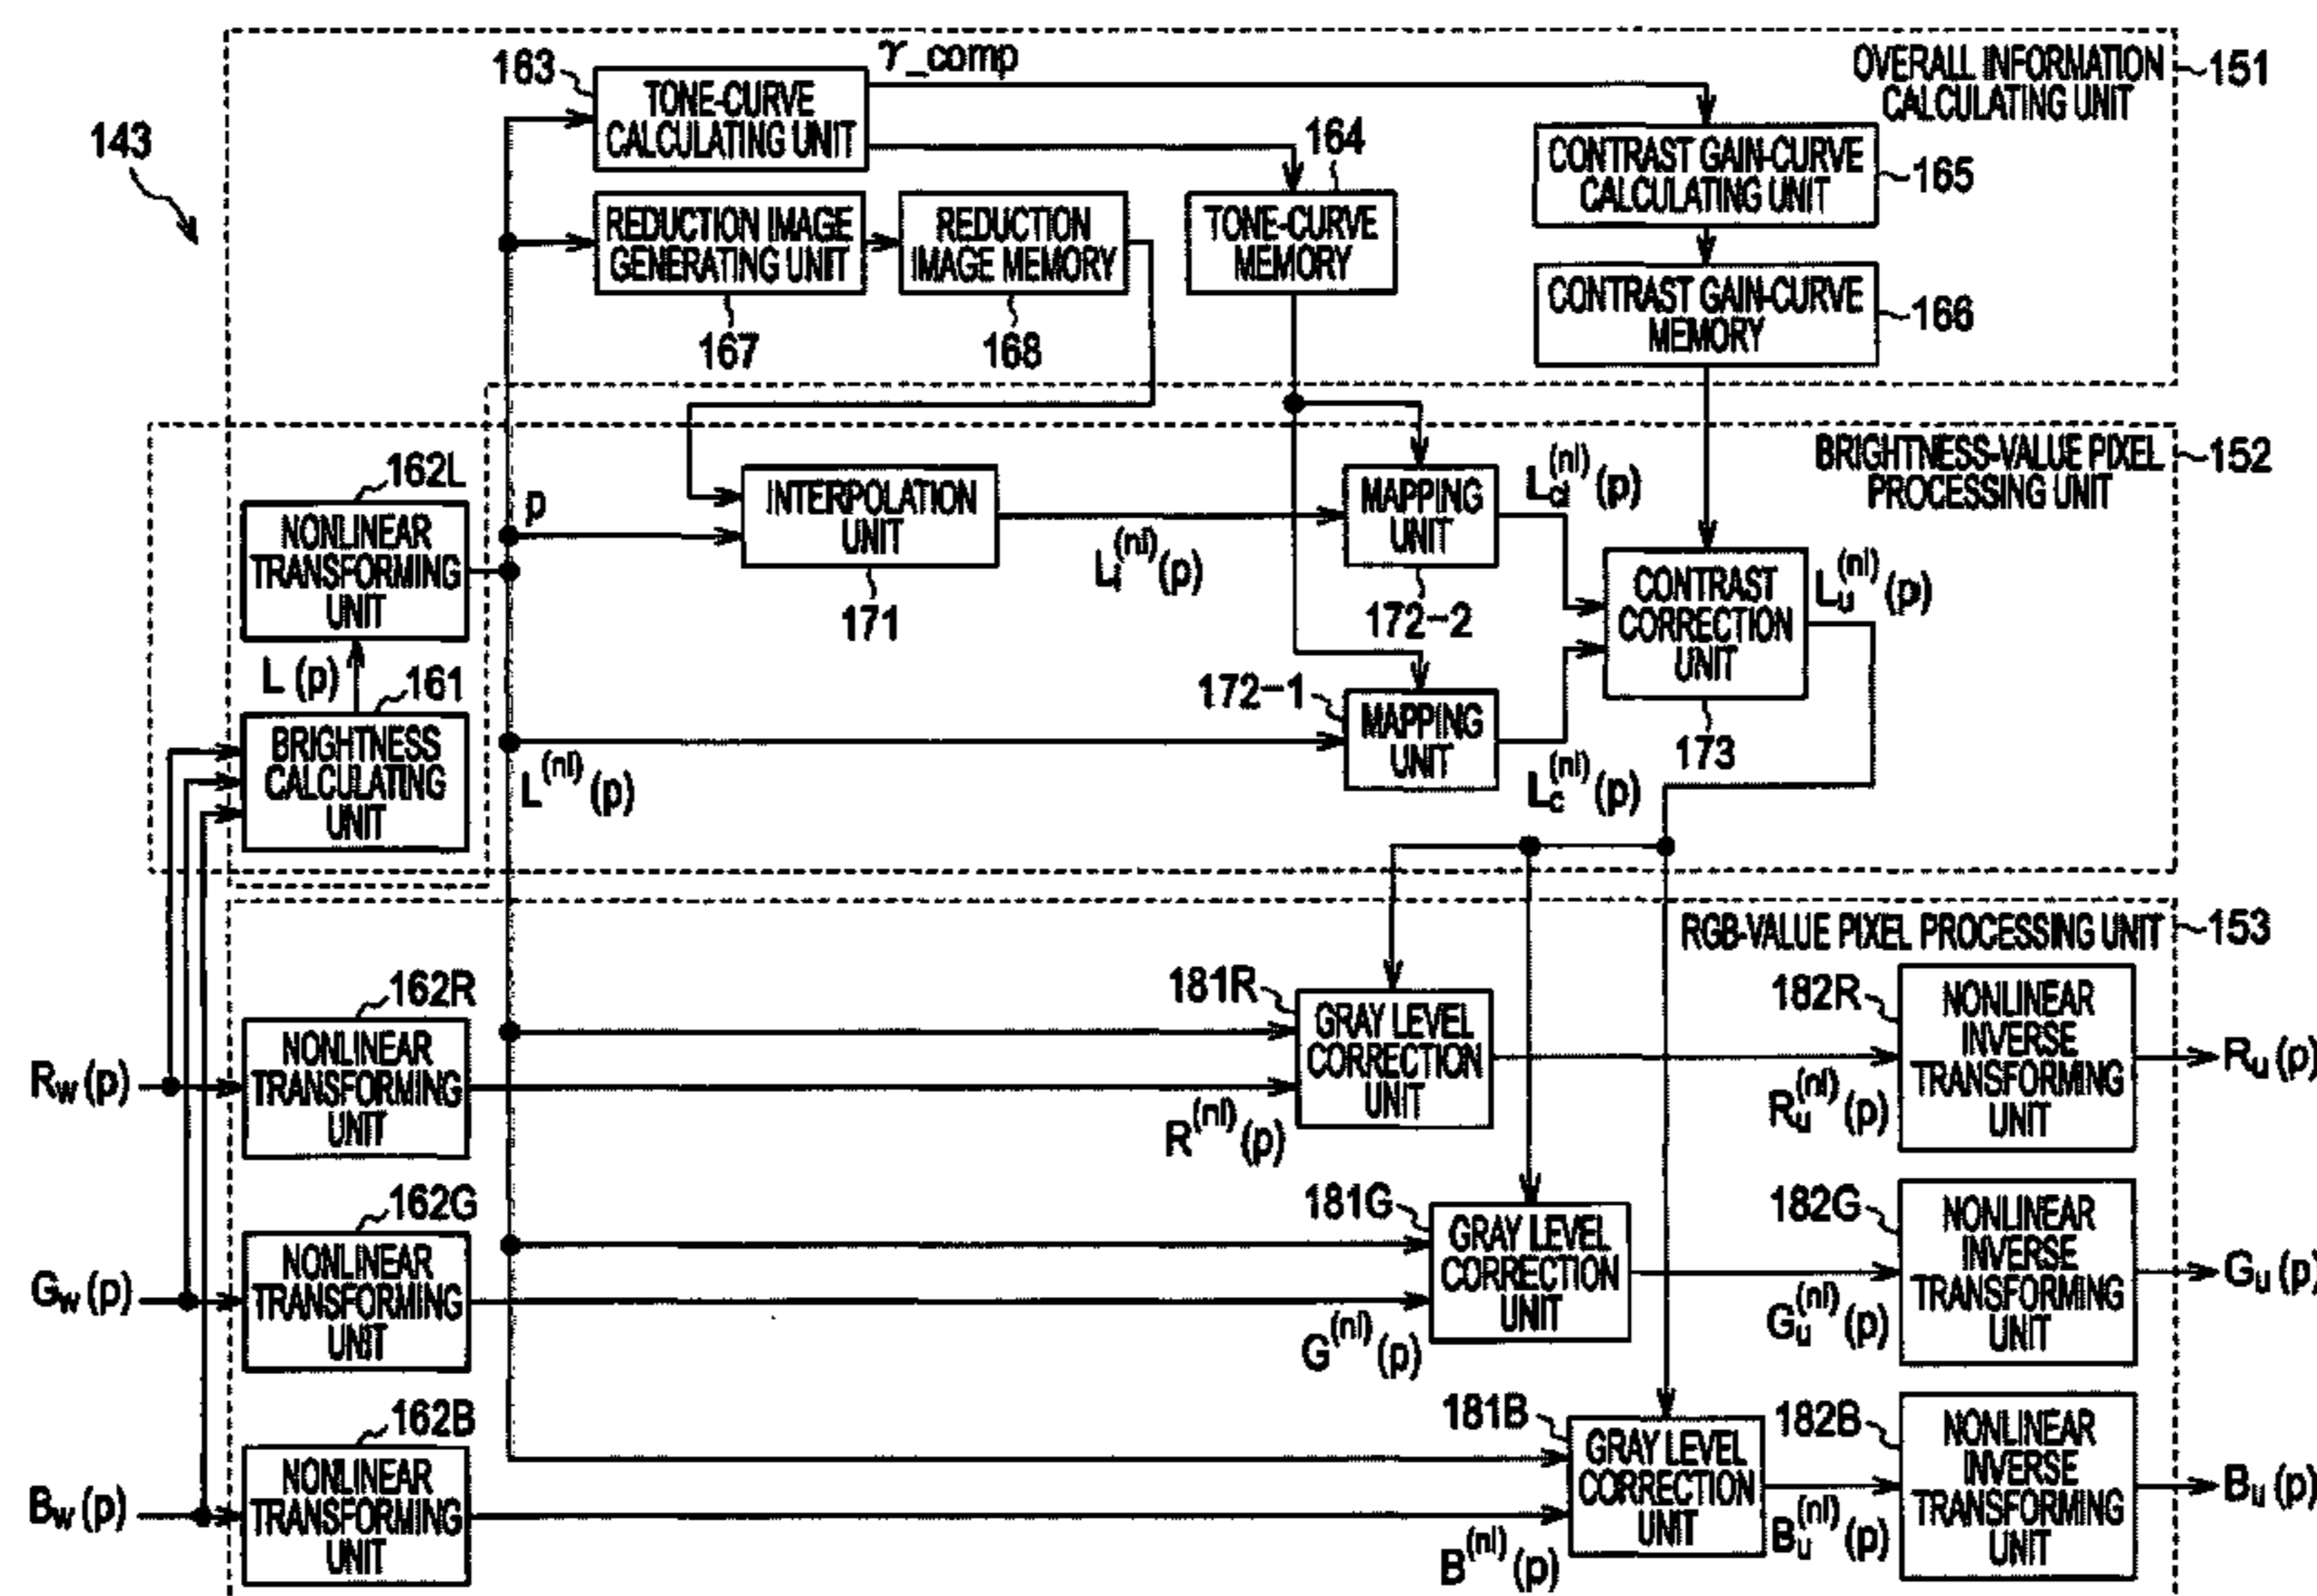 γ_comp
163
TONE-CURVE
CALCULATING UNIT
OVERALL INFORMATION
CALCULATING UNIT
151
143
164
CONTRAST GAIN-CURVE
CALCULATING UNIT
165
REDUCTION IMAGE
GENERATING UNIT
REDUCTION
IMAGE MEMORY
TONE-CURVE
MEMORY
167
168
CONTRAST GAIN-CURVE
MEMORY
166
BRIGHTNESS-VALUE PIXEL
PROCESSING UNIT
152
162L
NONLINEAR
TRANSFORMING
UNIT
p
INTERPOLATION
UNIT
171
L_l^(nl)(p)
MAPPING
UNIT
172-2
L_cl^(nl)(p)
CONTRAST
CORRECTION
UNIT
173
L_u^(nl)(p)
L(p)
161
BRIGHTNESS
CALCULATING
UNIT
L^(nl)(p)
172-1
MAPPING
UNIT
L_c^(nl)(p)
RGB-VALUE PIXEL PROCESSING UNIT
153
R_w(p)
162R
NONLINEAR
TRANSFORMING
UNIT
181R
GRAY LEVEL
CORRECTION
UNIT
R^(nl)(p)
182R
NONLINEAR
INVERSE
TRANSFORMING
UNIT
R_u^(nl)(p)
R_u(p)
G_w(p)
162G
NONLINEAR
TRANSFORMING
UNIT
181G
GRAY LEVEL
CORRECTION
UNIT
G^(nl)(p)
182G
NONLINEAR
INVERSE
TRANSFORMING
UNIT
G_u^(nl)(p)
G_u(p)
B_w(p)
162B
NONLINEAR
TRANSFORMING
UNIT
181B
GRAY LEVEL
CORRECTION
UNIT
B^(nl)(p)
182B
NONLINEAR
INVERSE
TRANSFORMING
UNIT
B_u^(nl)(p)
B_u(p)